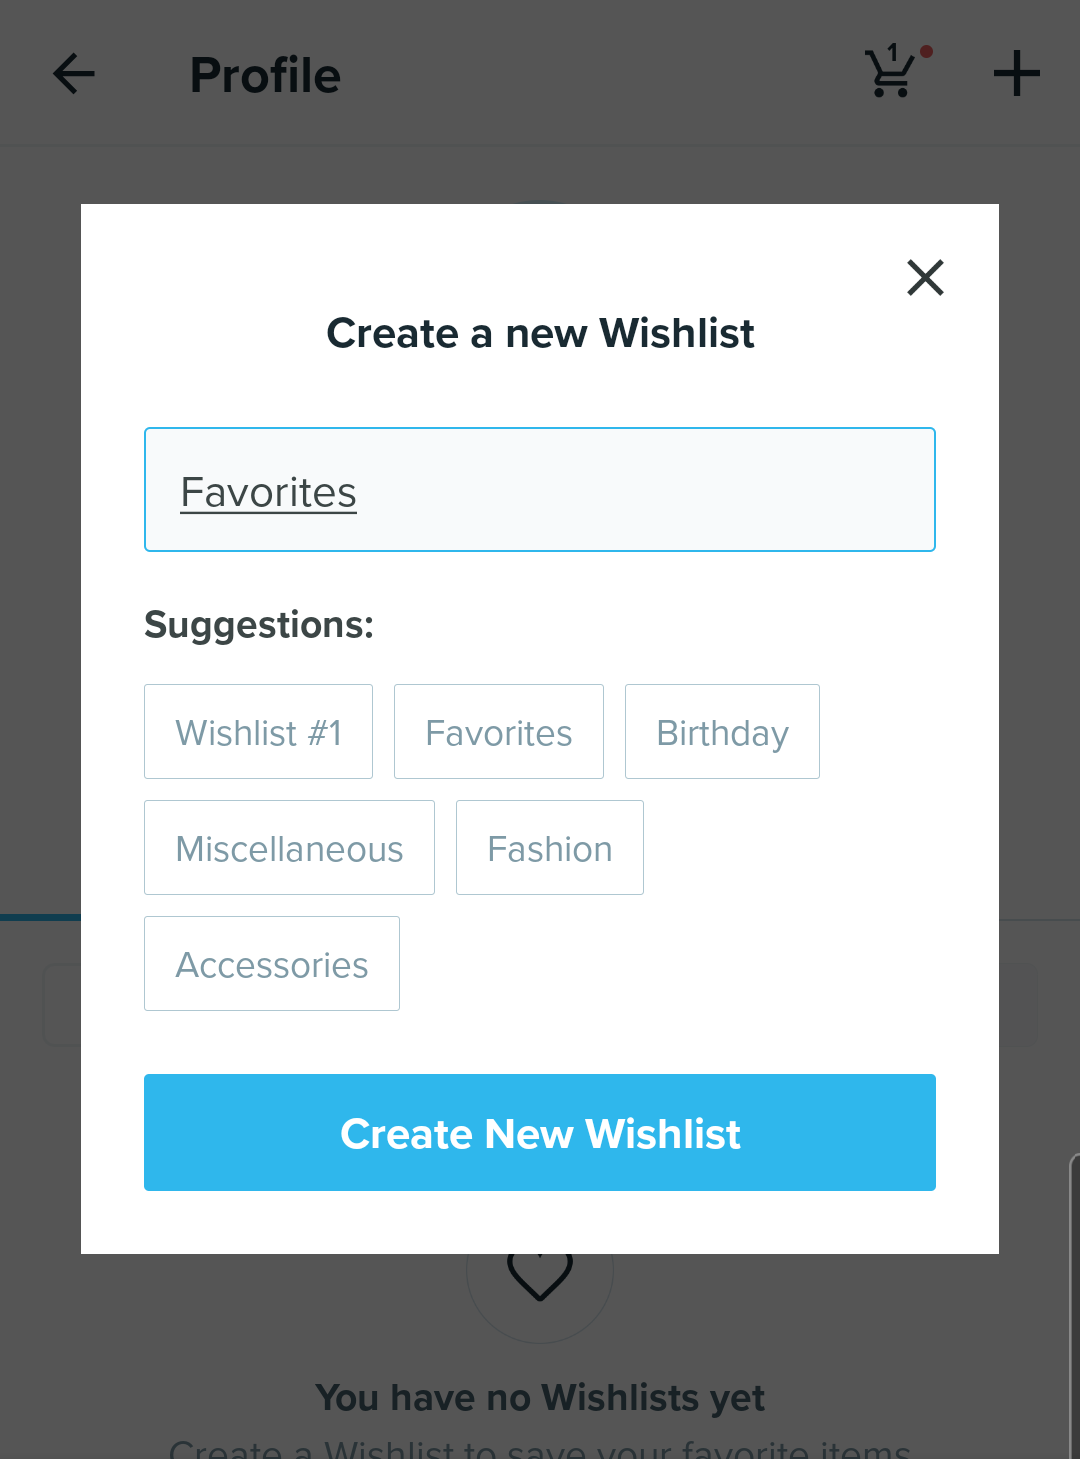 Profile
1
Create a new Wishlist
Favorites
Suggestions:
Wishlist #1 Favorites Birthday
Miscellaneous Fashion
Accessories
Create New Wishlist
You have no Wishlists yet
Create a Wishlist to save your favorite items